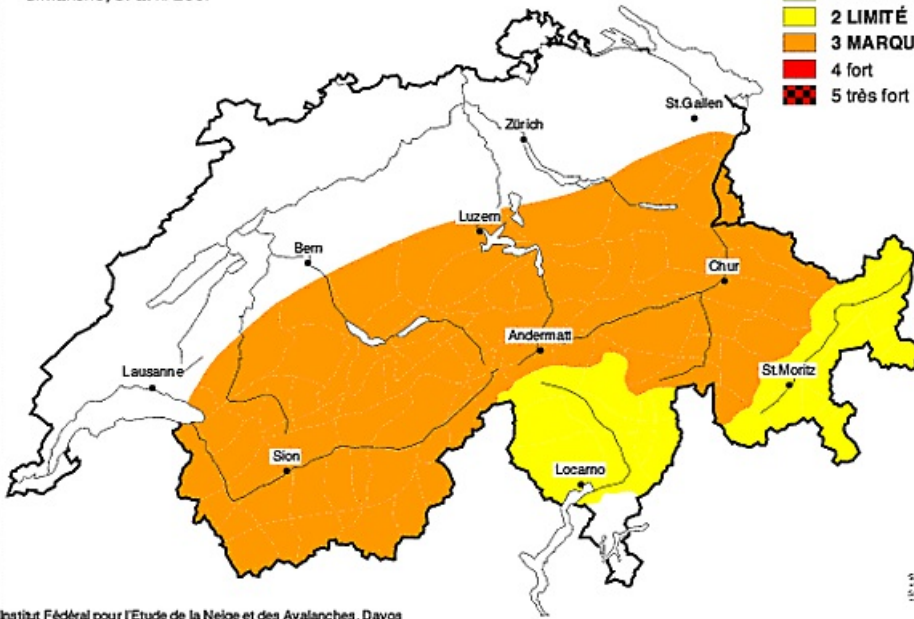 2 LIMITÉ
3 MARQU
4 fort
5 très fort
St.Gallen
Zürich
Luzern
Bern
Chur
Andermatt
Lausanne
St.Moritz
Sion
Locarno
Institut Fédéral pour l'Etude de la Neige et des Avalanches, Davos